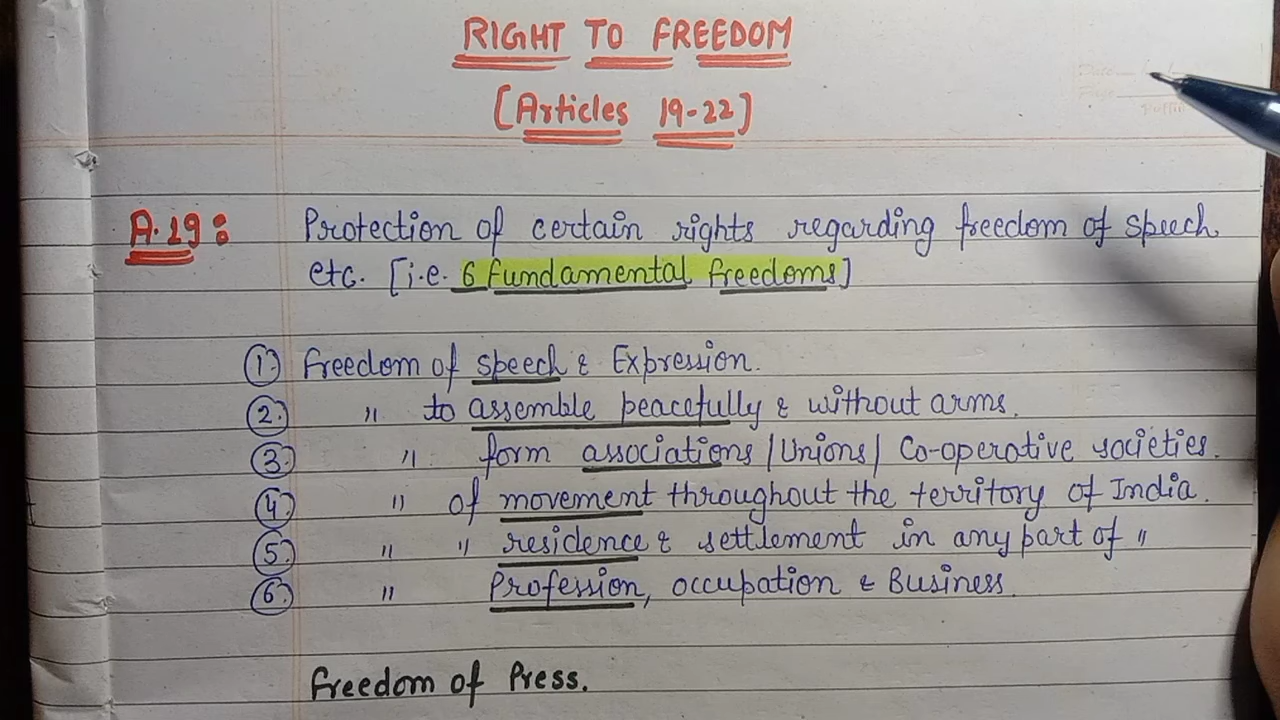 RIGHT TO FREEDOM
[Articles 19-22]
A.19: Protection of certain rights regarding freedom of speech
etc. [i.e. 6 fundamental freedoms]
1. Freedom of speech & Expression.
2. " to assemble peacefully & without arms.
3. " form associations/Unions/ Co-operative societies.
4. " of movement throughout the territory of India.
5. " " residence & settlement in any part of "
6. " Profession, occupation & Business.
Freedom of Press.